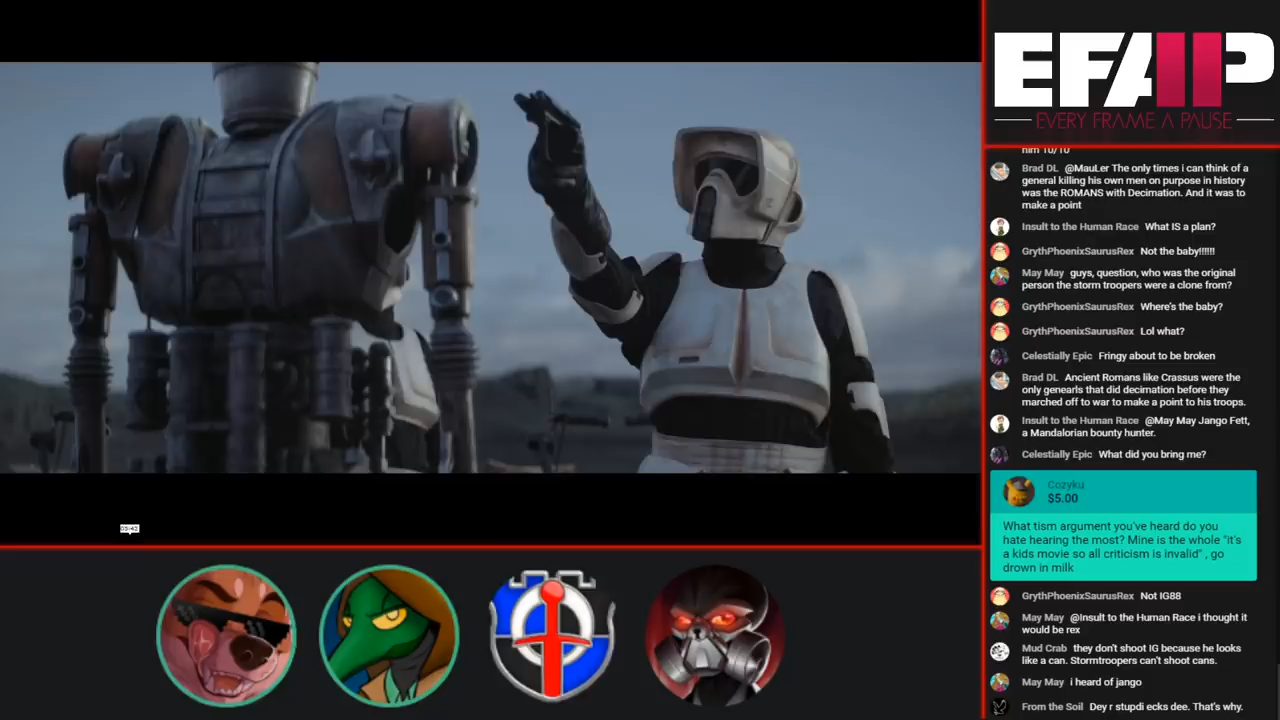 EFAP
EVERY FRAME A PAUSE
him 10/10
Brad DL @MauLer The only times i can think of a
general killing his own men on purpose in history
was the ROMANS with Decimation. And it was to
make a point
Insult to the Human Race What IS a plan?
GrythPhoenixSaurusRex Not the baby!!!!!!
May May guys, question, who was the original
person the storm troopers were a clone from?
GrythPhoenixSaurusRex Where's the baby?
GrythPhoenixSaurusRex Lol what?
Celestially Epic Fringy about to be broken
Brad DL Ancient Romans like Crassus were the
only genearls that did decimation before they
marched off to war to make a point to his troops.
Insult to the Human Race @May May Jango Fett,
a Mandalorian bounty hunter.
Celestially Epic What did you bring me?
Cozyku
$5.00
What tism argument you've heard do you
hate hearing the most? Mine is the whole "it's
a kids movie so all criticism is invalid" , go
drown in milk
GrythPhoenixSaurusRex Not IG88
May May @Insult to the Human Race i thought it
would be rex
Mud Crab they don't shoot IG because he looks
like a can. Stormtroopers can't shoot cans.
May May i heard of jango
From the Soil Dey r stupdi ecks dee. That's why.